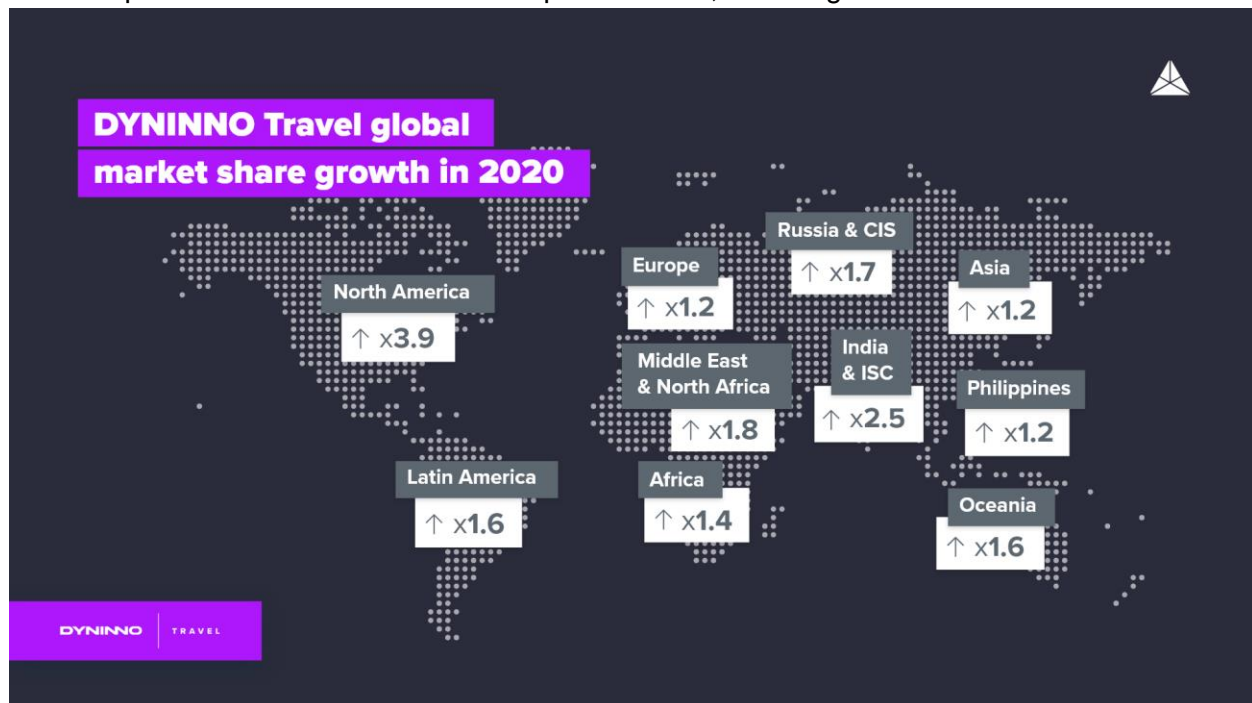 DYNINNO Travel global
market share growth in 2020
Russia & CIS
↑ x1.7
Europe
↑ x1.2
Asia
↑ x1.2
North America
↑ x3.9
Middle East
& North Africa
↑ x1.8
India
& ISC
↑ x2.5
Philippines
↑ x1.2
Latin America
↑ x1.6
Africa
↑ x1.4
Oceania
↑ x1.6
DYNINNO TRAVEL